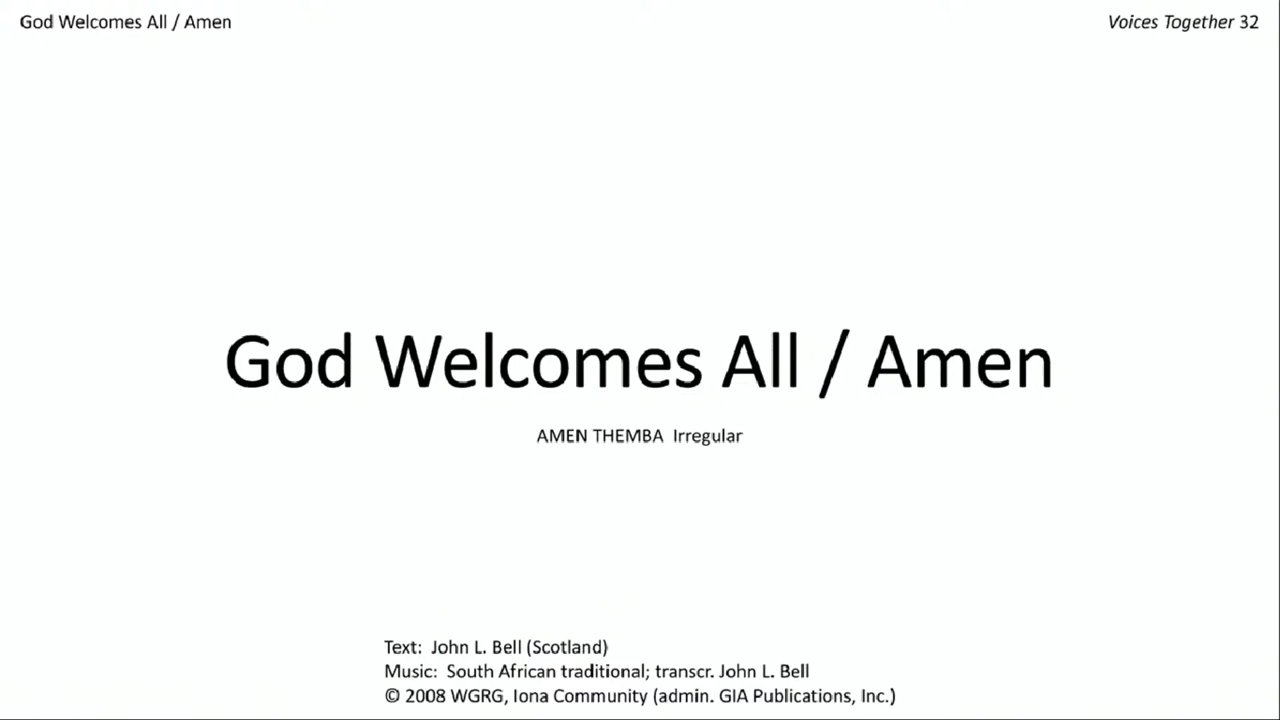 God Welcomes All / Amen
Voices Together 32
God Welcomes All / Amen
AMEN THEMBA Irregular
Text: John L. Bell (Scotland)
Music: South African traditional; transcr. John L. Bell
© 2008 WGRG, Iona Community (admin. GIA Publications, Inc.)